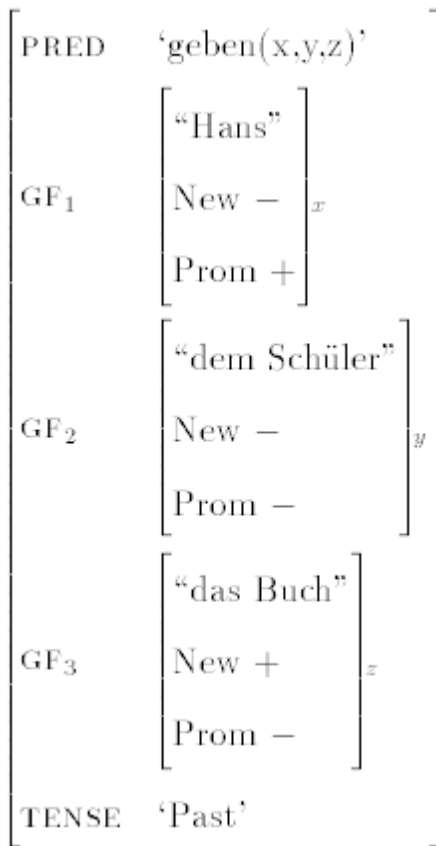 PRED ‘geben(x,y,z)’
“Hans”
GF₁ New − x
Prom +
“dem Schüler”
GF₂ New − y
Prom −
“das Buch”
GF₃ New + z
Prom −
TENSE ‘Past’